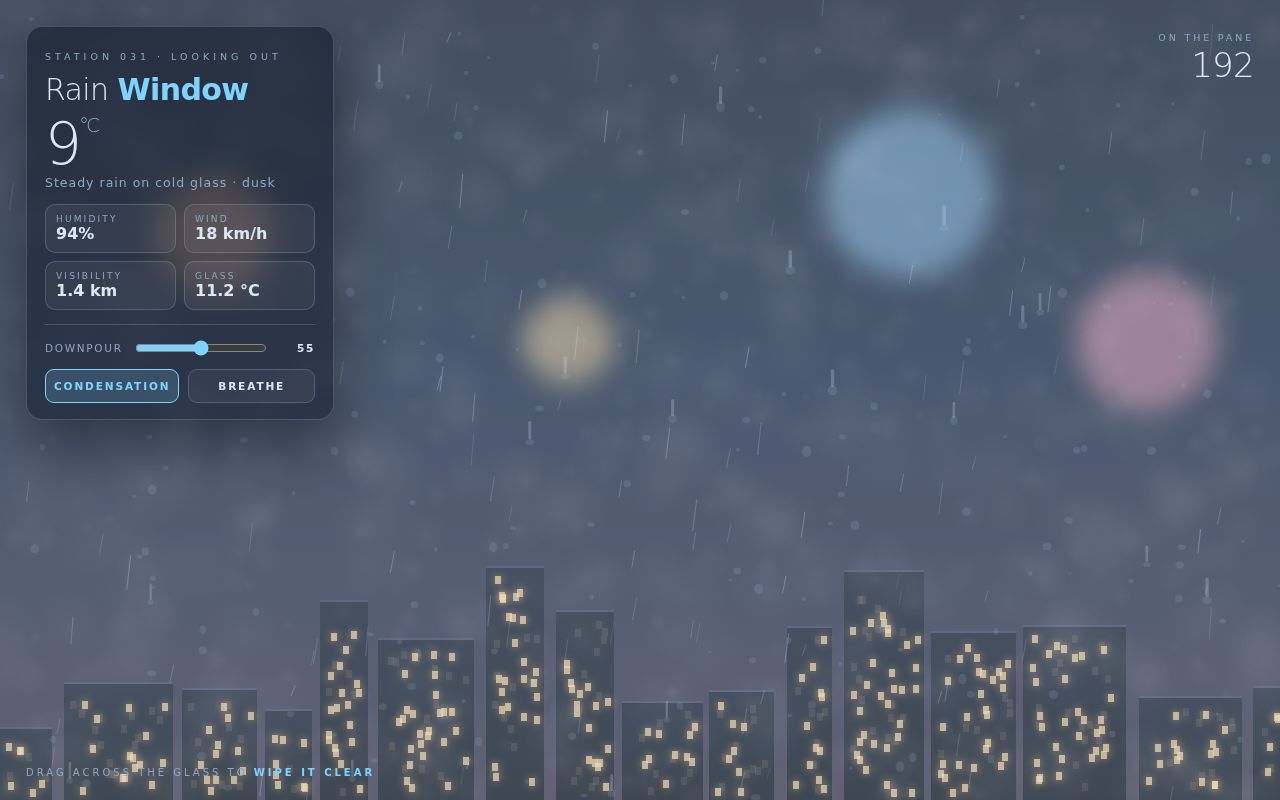 STATION 031 · LOOKING OUT
Rain Window
9°C
Steady rain on cold glass · dusk
HUMIDITY
94%
WIND
18 km/h
VISIBILITY
1.4 km
GLASS
11.2 °C
DOWNPOUR 55
CONDENSATION BREATHE
ON THE PANE
192
DRAG ACROSS THE GLASS TO WIPE IT CLEAR